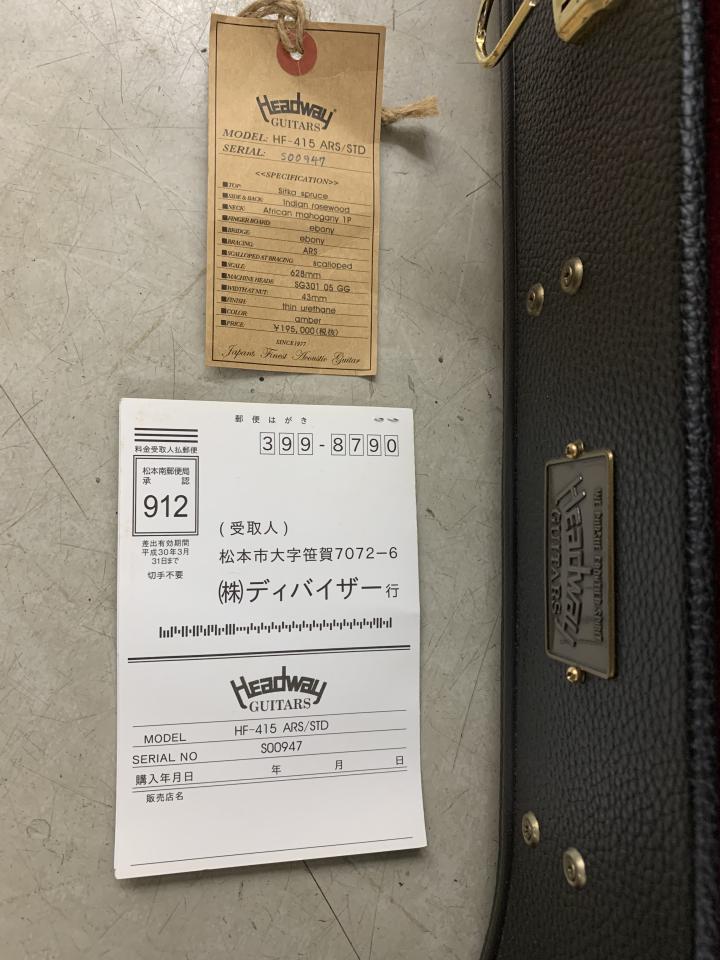 Headway
GUITARS
MODEL: HF-415 ARS/STD
SERIAL: S00947
<<SPECIFICATION>>
■TOP: Sitka spruce
■SIDE & BACK: Indian rosewood
■NECK: African mahogany 1P
■FINGER BOARD: ebony
■BRIDGE: ebony
■BRACING: ARS
■SCALLOPED AT BRACING: scalloped
■SCALE: 628mm
■MACHINE HEADS: SG301 05 GG
■WIDTH AT NUT: 43mm
■FINISH: thin urethane
■COLOR: amber
■PRICE: ¥195,000(税抜)
SINCE 1977
Japan's Finest Acoustic Guitar
郵便はがき
399-8790
料金受取人払郵便
松本南郵便局
承認
912
差出有効期間
平成30年3月
31日まで
切手不要
(受取人)
松本市大字笹賀7072-6
㈱ディバイザー行
Headway
GUITARS
MODEL HF-415 ARS/STD
SERIAL NO S00947
購入年月日 年 月 日
販売店名
WE PURSUE FRONTIER SPIRIT
Headway
GUITARS